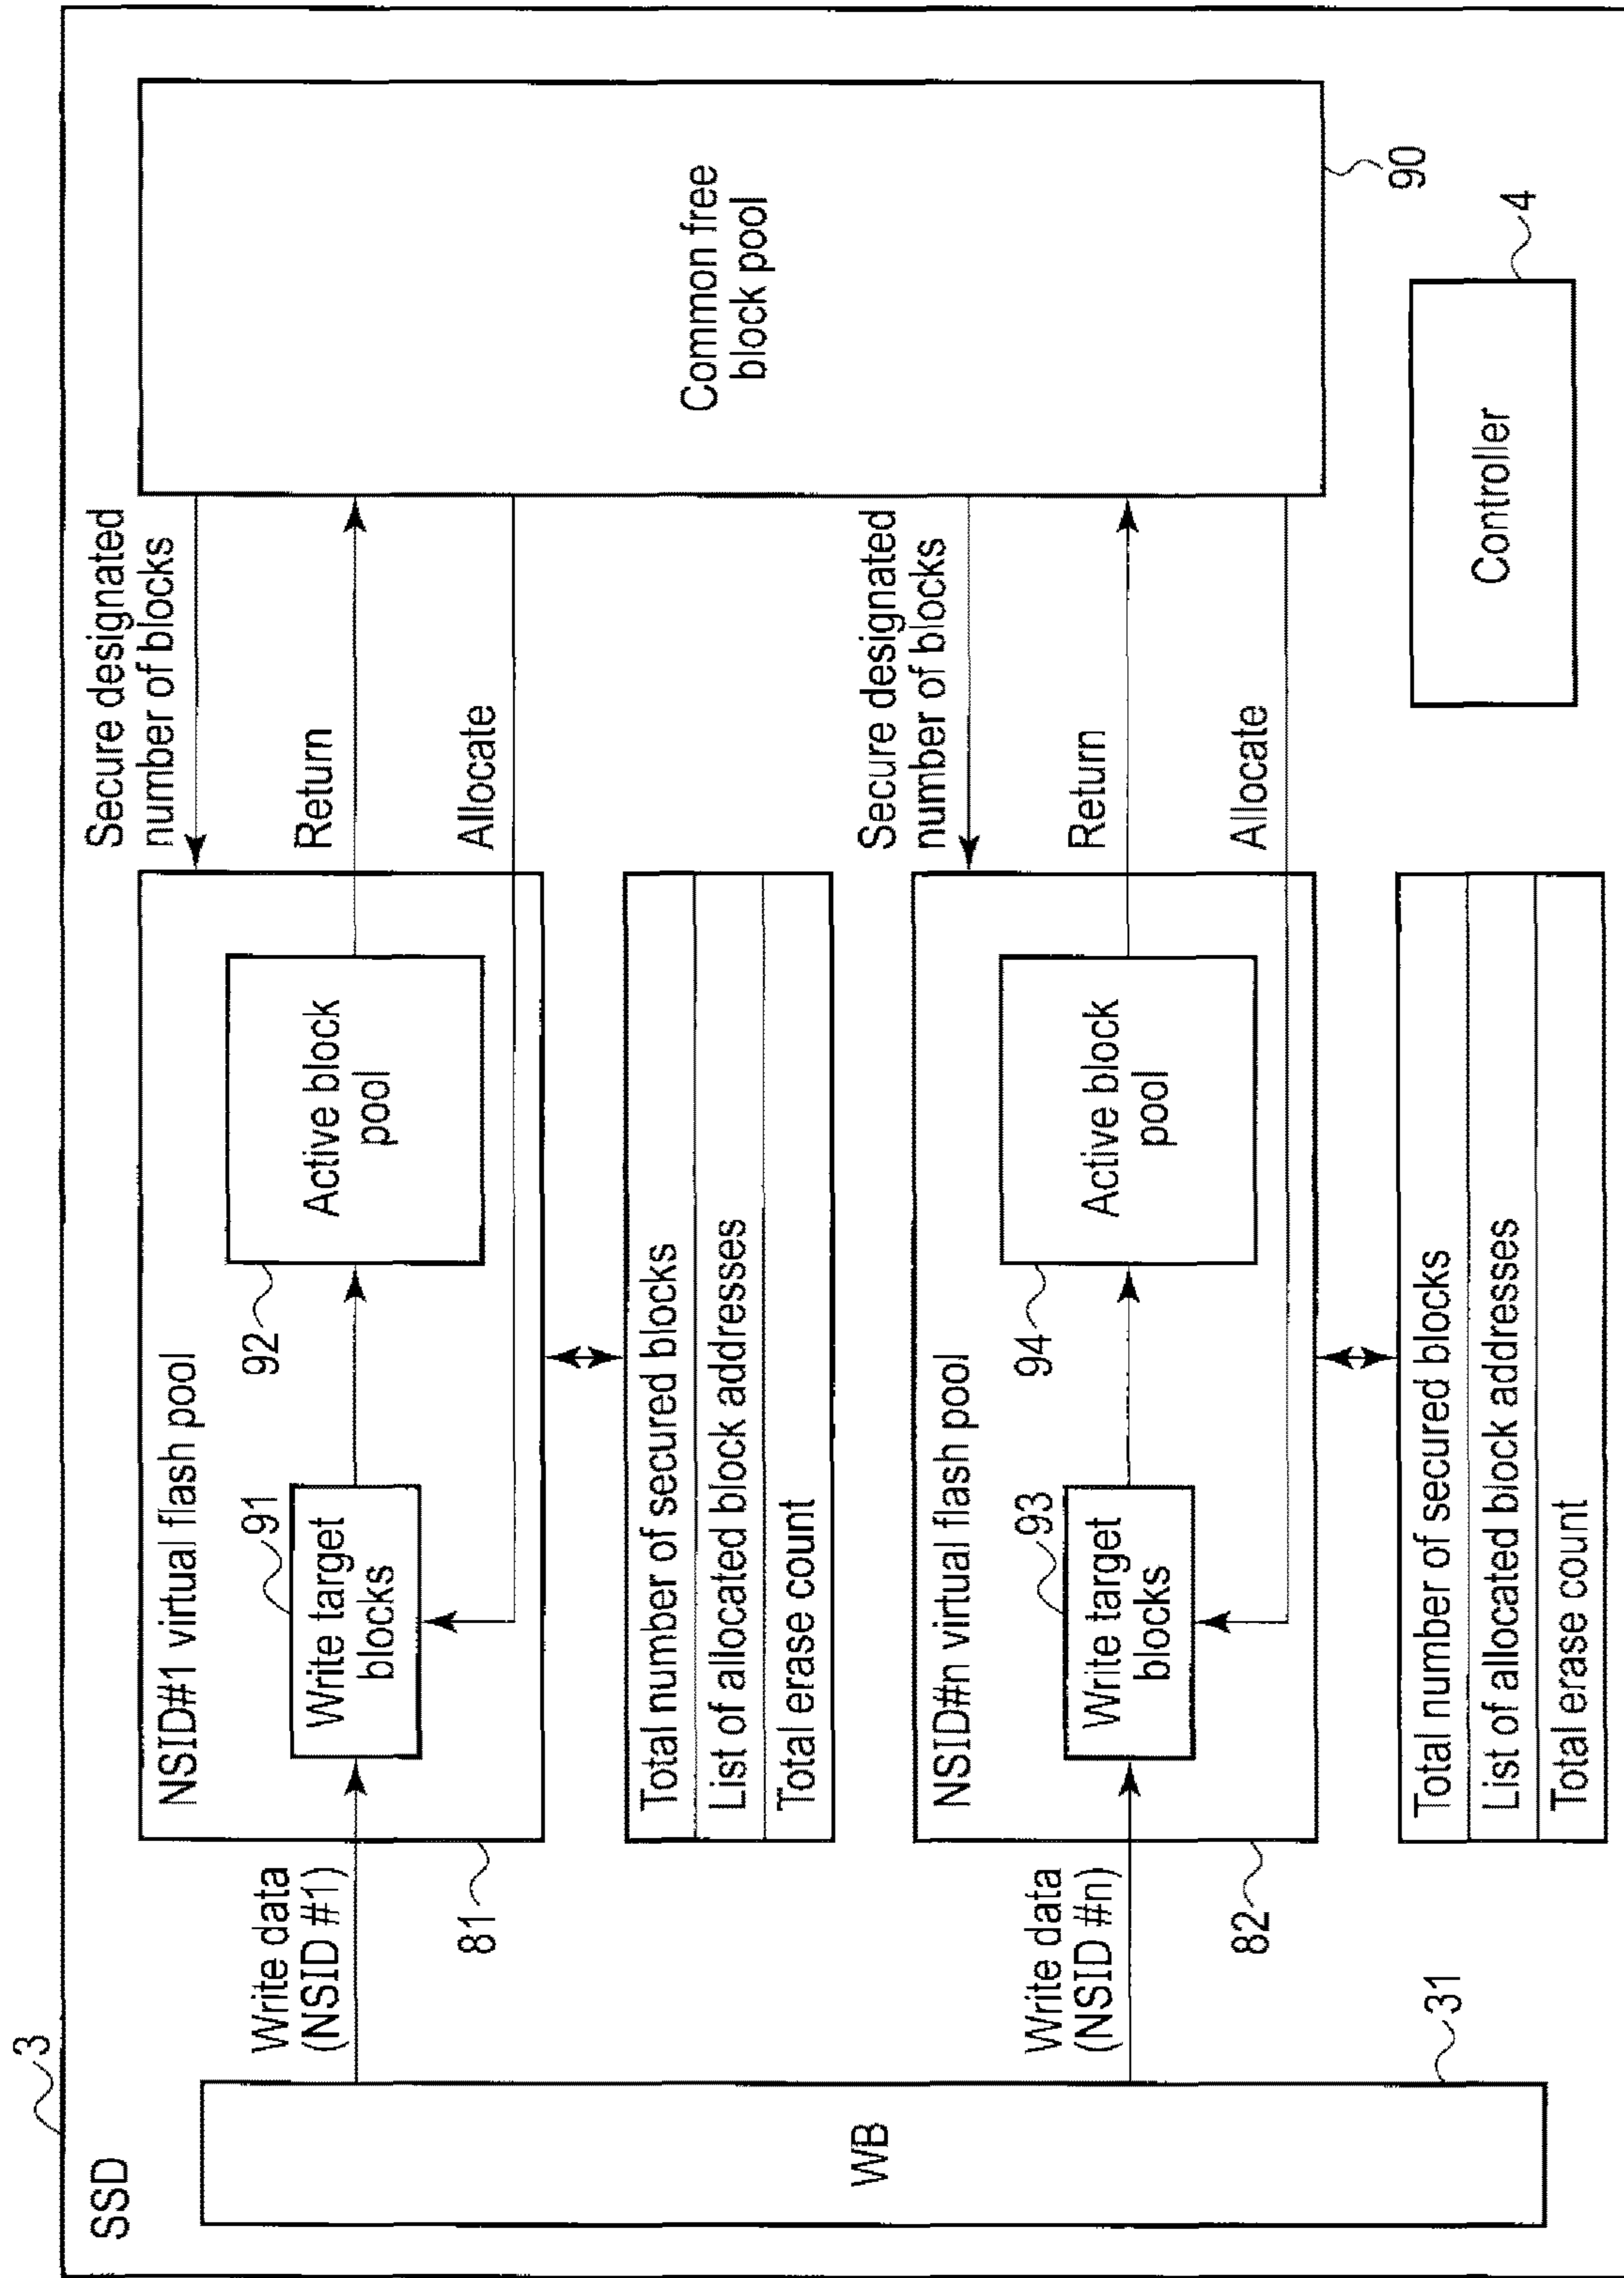 3
SSD
WB
31
Write data
(NSID #1)
81
NSID#1 virtual flash pool
91
Write target
blocks
92
Active block
pool
Secure designated
number of blocks
Return
Allocate
Total number of secured blocks
List of allocated block addresses
Total erase count
Write data
(NSID #n)
82
NSID#n virtual flash pool
93
Write target
blocks
94
Active block
pool
Secure designated
number of blocks
Return
Allocate
Total number of secured blocks
List of allocated block addresses
Total erase count
Common free
block pool
90
Controller
4